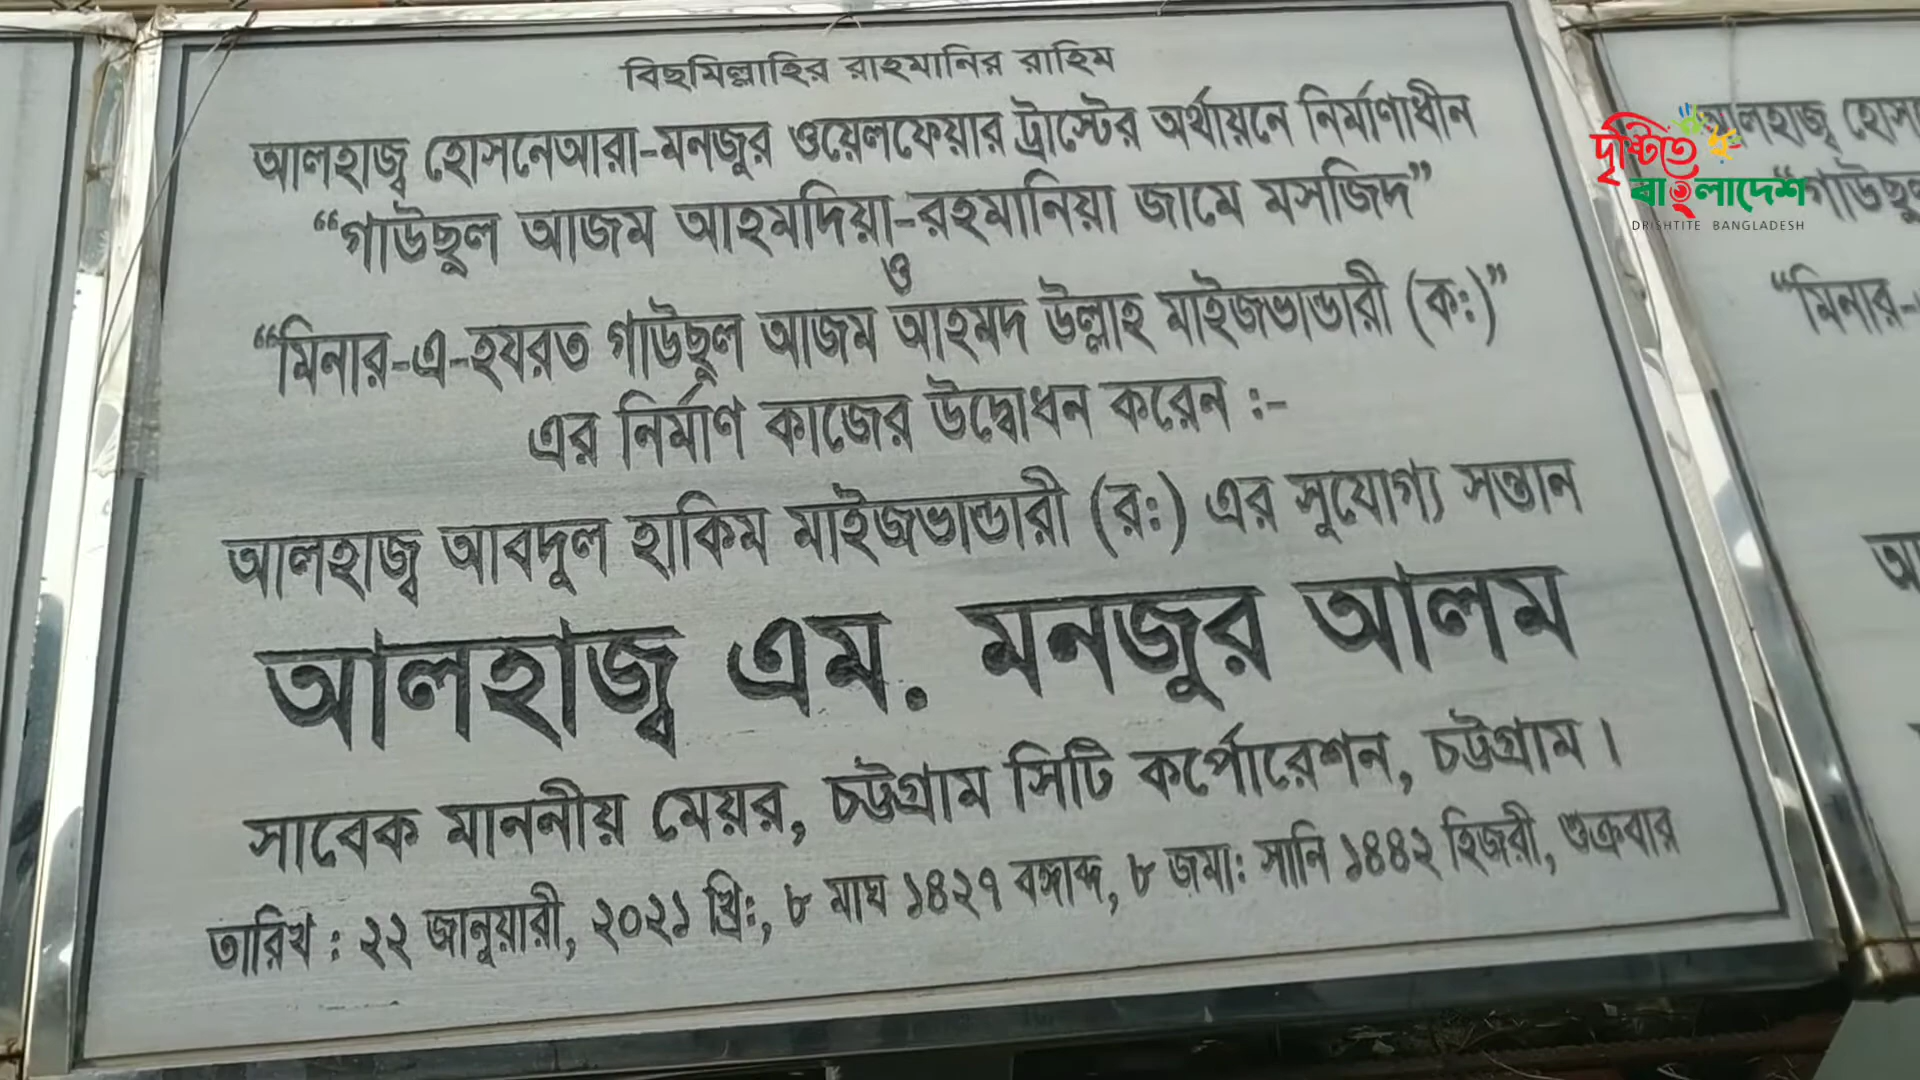 বিছমিল্লাহির রাহমানির রাহিম
আলহাজ্ব হোসনেআরা-মনজুর ওয়েলফেয়ার ট্রাস্টের অর্থায়নে নির্মাণাধীন
“গাউছুল আজম আহমদিয়া-রহমানিয়া জামে মসজিদ”
ও
“মিনার-এ-হযরত গাউছুল আজম আহমদ উল্লাহ মাইজভান্ডারী (ক:)”
এর নির্মাণ কাজের উদ্বোধন করেন :-
আলহাজ্ব আবদুল হাকিম মাইজভান্ডারী (র:) এর সুযোগ্য সন্তান
আলহাজ্ব এম. মনজুর আলম
সাবেক মাননীয় মেয়র, চট্টগ্রাম সিটি কর্পোরেশন, চট্টগ্রাম।
তারিখ : ২২ জানুয়ারী, ২০২১ খ্রি:, ৮ মাঘ ১৪২৭ বঙ্গাব্দ, ৮ জমা: সানি ১৪৪২ হিজরী, শুক্রবার
দৃষ্টিতে
বাংলাদেশ
DRISHTITE BANGLADESH
আলহাজ্ব
“মিনার-